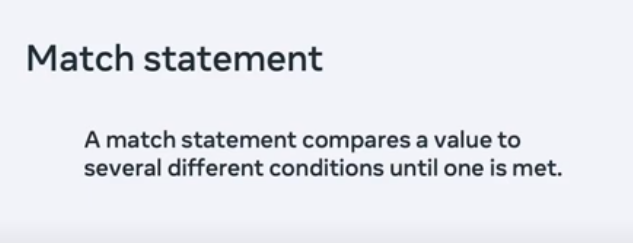 Match statement
A match statement compares a value to
several different conditions until one is met.